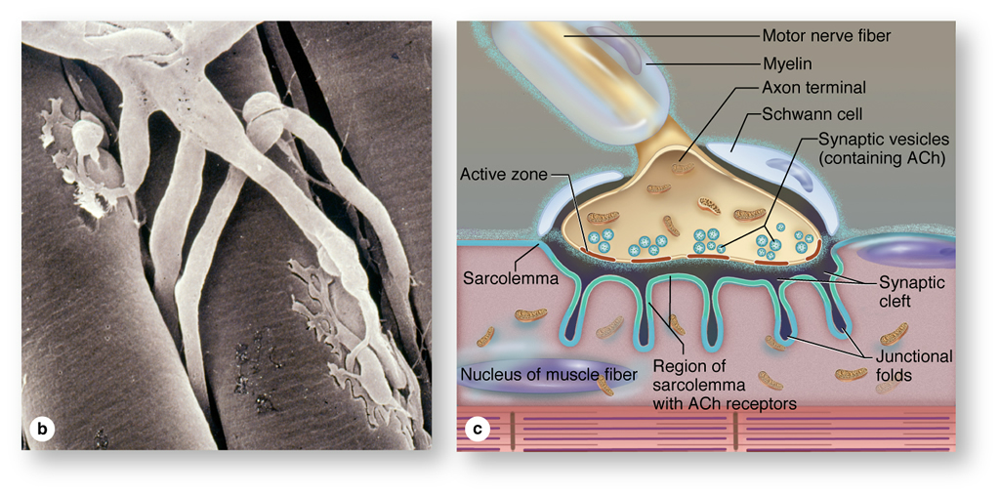 b
Motor nerve fiber
Myelin
Axon terminal
Schwann cell
Synaptic vesicles
(containing ACh)
Active zone
Sarcolemma
Synaptic
cleft
Junctional
folds
Nucleus of muscle fiber
Region of
sarcolemma
with ACh receptors
c